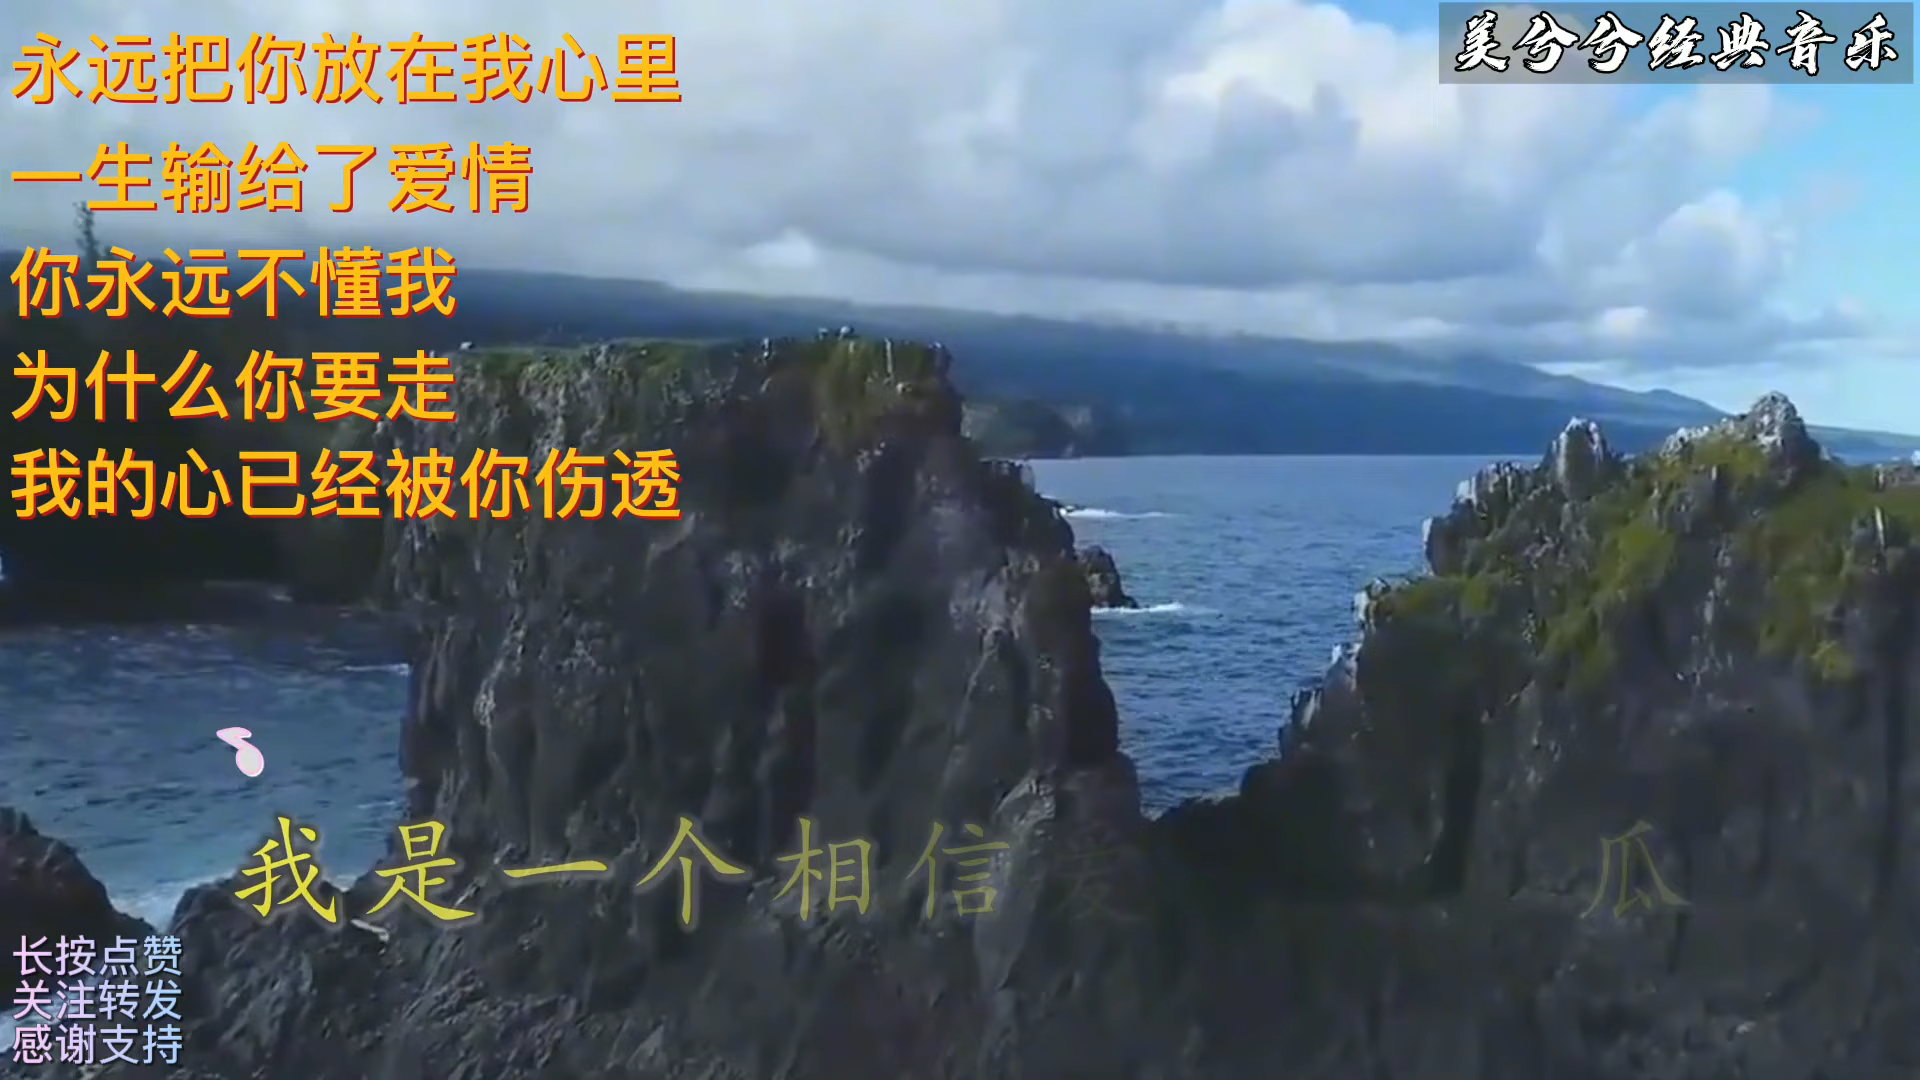 永远把你放在我心里
美兮兮经典音乐
一生输给了爱情
你永远不懂我
为什么你要走
我的心已经被你伤透
我是一个相信爱 瓜
长按点赞
关注转发
感谢支持